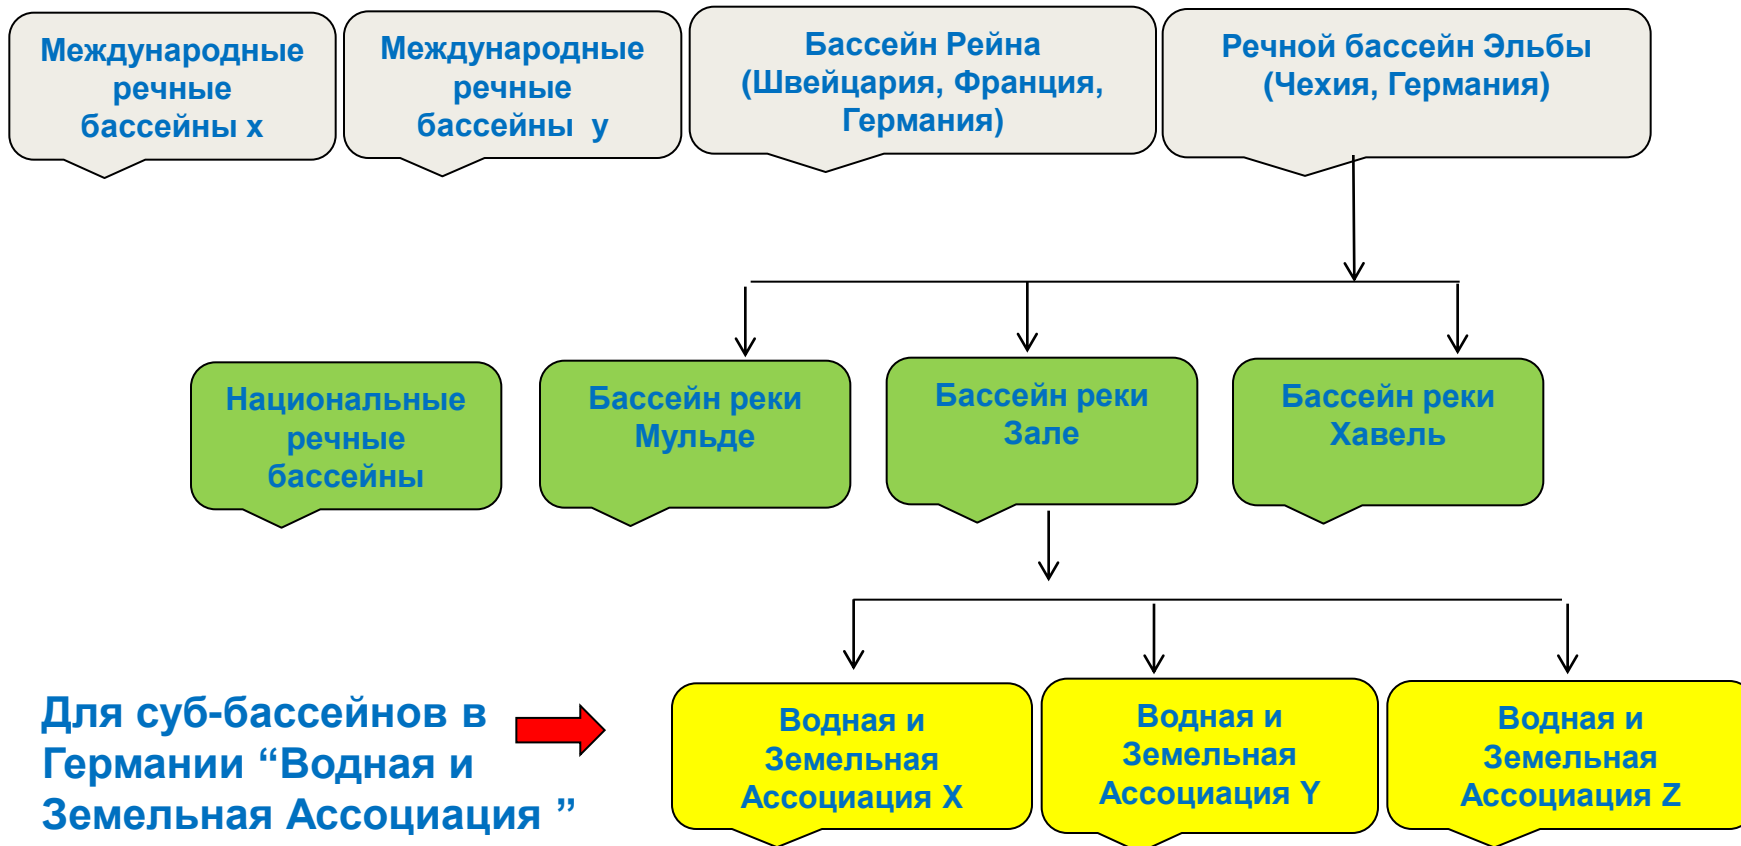 Международные
речные
бассейны x
Международные
речные
бассейны y
Бассейн Рейна
(Швейцария, Франция,
Германия)
Речной бассейн Эльбы
(Чехия, Германия)
Национальные
речные
бассейны
Бассейн реки
Мульде
Бассейн реки
Зале
Бассейн реки
Хавель
Для суб-бассейнов в
Германии “Водная и
Земельная Ассоциация ”
Водная и
Земельная
Ассоциация X
Водная и
Земельная
Ассоциация Y
Водная и
Земельная
Ассоциация Z